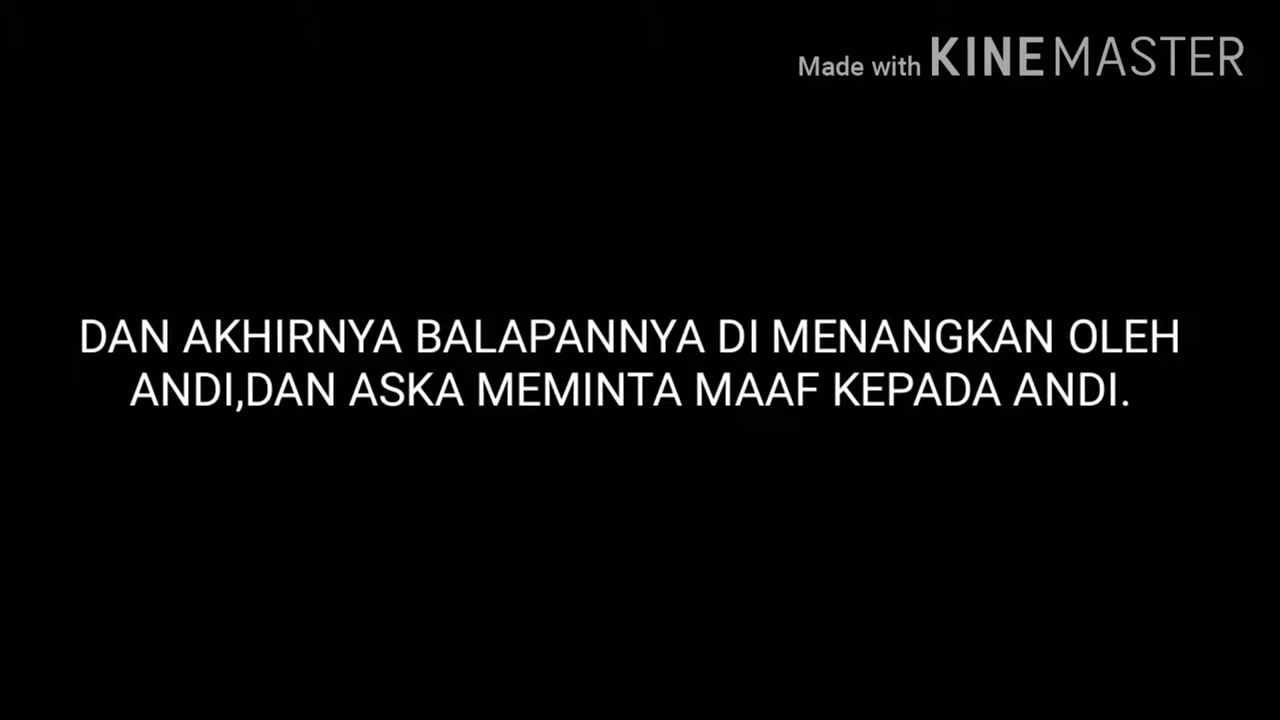 Made with KINEMASTER
DAN AKHIRNYA BALAPANNYA DI MENANGKAN OLEH
ANDI,DAN ASKA MEMINTA MAAF KEPADA ANDI.